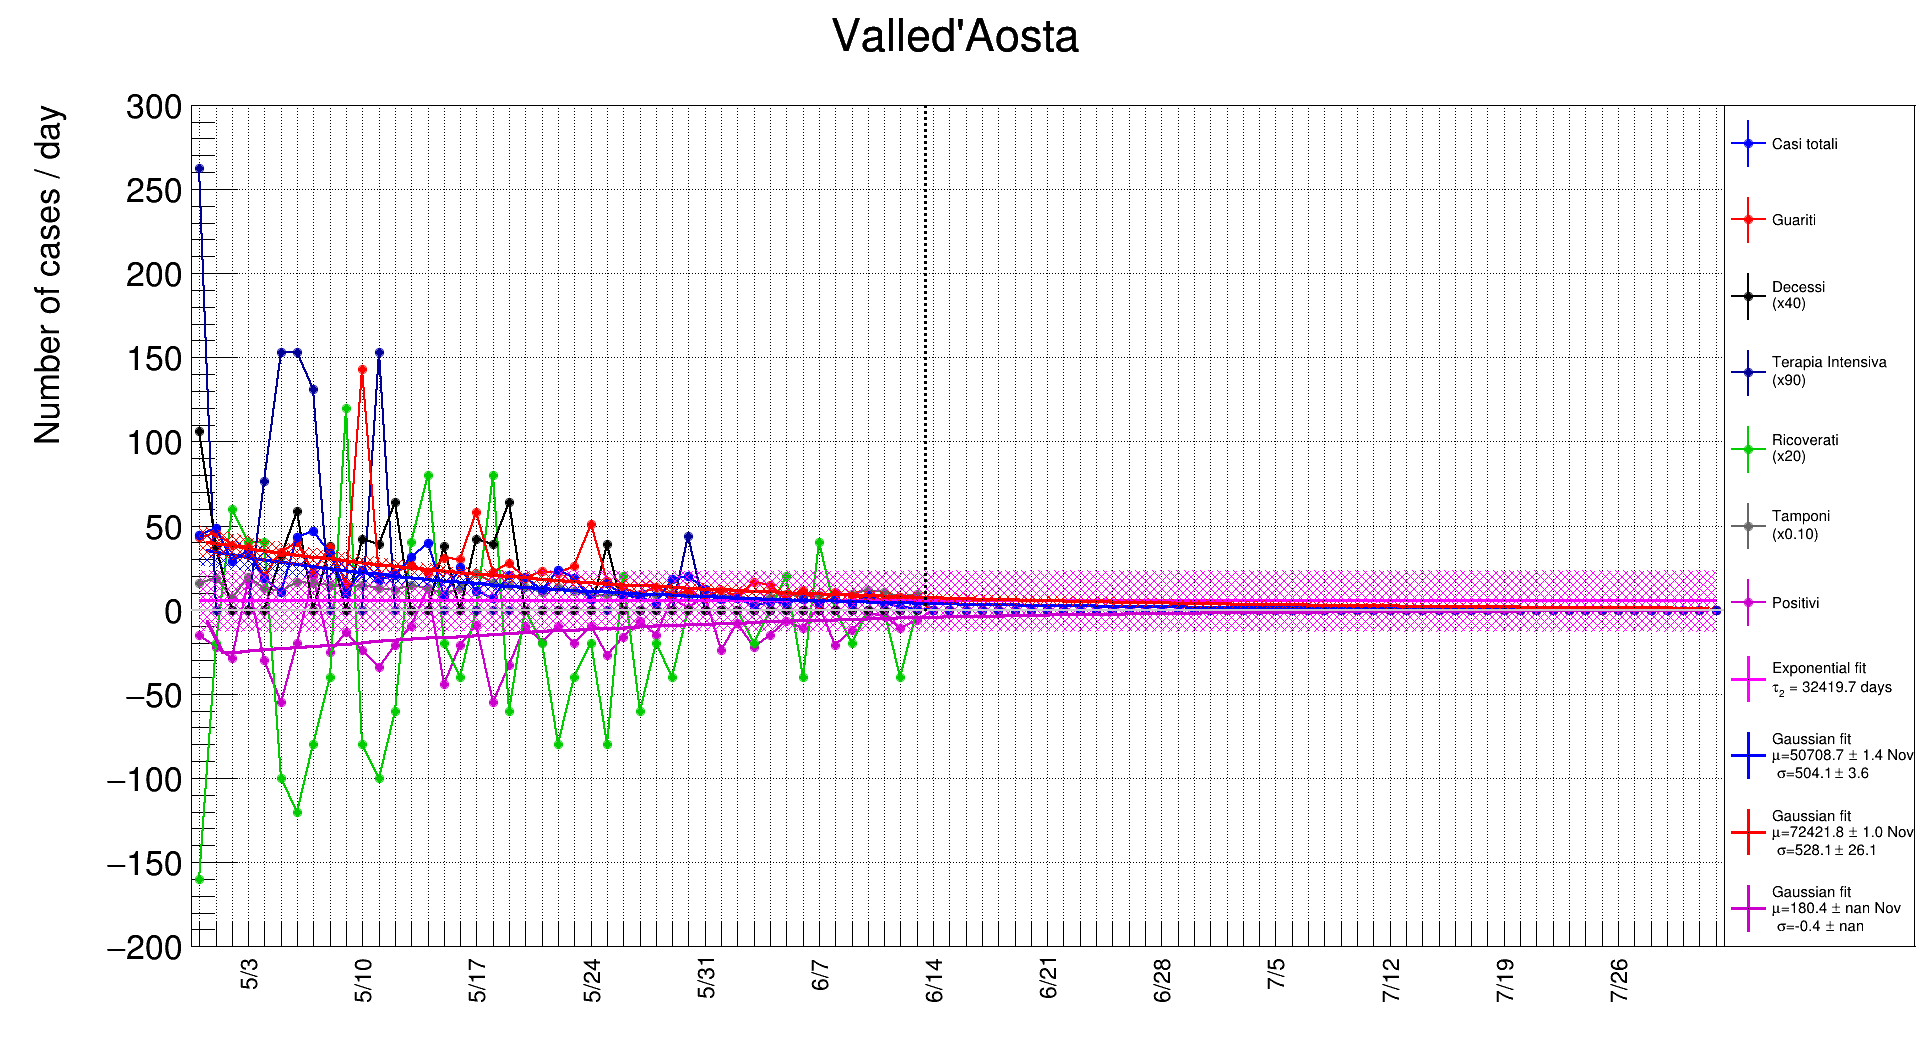 Valled'Aosta
Number of cases / day
300
250
200
150
100
50
0
−50
−100
−150
−200
5/3
5/10
5/17
5/24
5/31
6/7
6/14
6/21
6/28
7/5
7/12
7/19
7/26
Casi totali
Guariti
Decessi
(x40)
Terapia Intensiva
(x90)
Ricoverati
(x20)
Tamponi
(x0.10)
Positivi
Exponential fit
τ2 = 32419.7 days
Gaussian fit
μ=50708.7 ± 1.4 Nov
σ=504.1 ± 3.6
Gaussian fit
μ=72421.8 ± 1.0 Nov
σ=528.1 ± 26.1
Gaussian fit
μ=180.4 ± nan Nov
σ=-0.4 ± nan